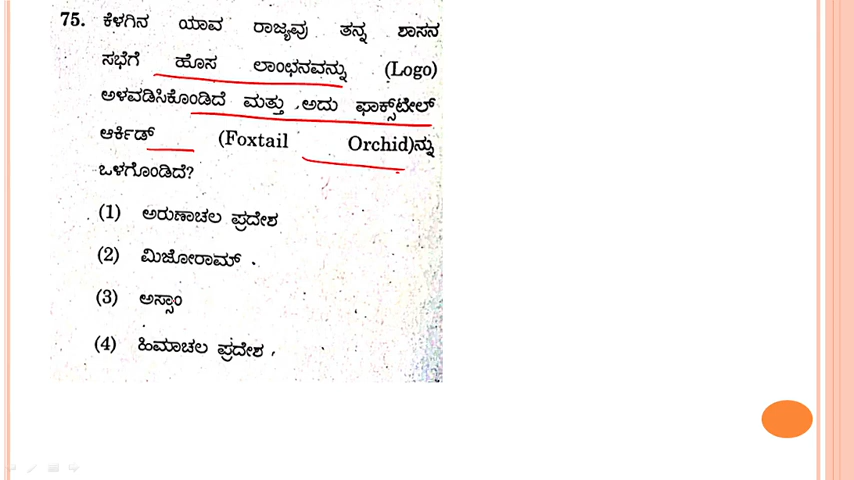 75. ಕೆಳಗಿನ ಯಾವ ರಾಜ್ಯವು ತನ್ನ ಶಾಸನ
ಸಭೆಗೆ ಹೊಸ ಲಾಂಛನವನ್ನು (Logo)
ಅಳವಡಿಸಿಕೊಂಡಿದೆ ಮತ್ತು ಅದು ಫಾಕ್ಸ್‌ಟೇಲ್
ಆರ್ಕಿಡ್ (Foxtail Orchid)ನ್ನು
ಒಳಗೊಂಡಿದೆ?
(1) ಅರುಣಾಚಲ ಪ್ರದೇಶ
(2) ಮಿಜೋರಾಮ್
(3) ಅಸ್ಸಾಂ
(4) ಹಿಮಾಚಲ ಪ್ರದೇಶ